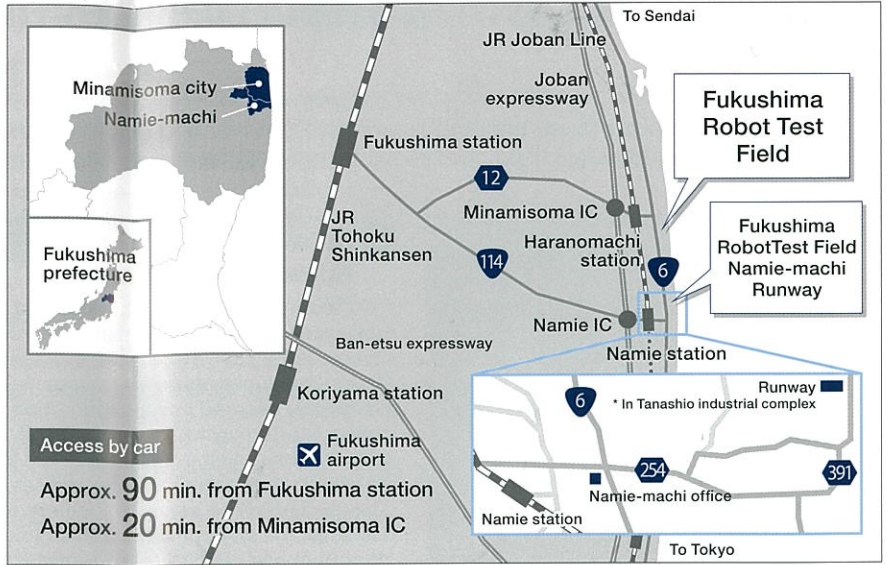 To Sendai
JR Joban Line
Joban
expressway
Minamisoma city
Namie-machi
Fukushima
Robot Test
Field
Fukushima station
12
Minamisoma IC
JR
Tohoku
Shinkansen
Haranomachi
station
114
Fukushima
RobotTest Field
Namie-machi
Runway
6
Fukushima
prefecture
Namie IC
Ban-etsu expressway
Namie station
Koriyama station
Runway
* In Tanashio industrial complex
6
Access by car
Fukushima
airport
254
391
Namie-machi office
Approx. 90 min. from Fukushima station
Namie station
Approx. 20 min. from Minamisoma IC
To Tokyo